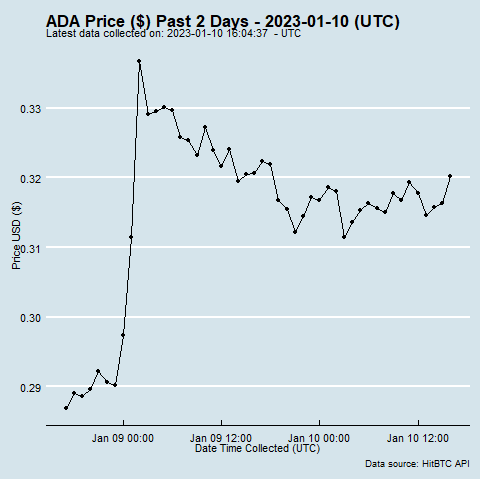 ADA Price ($) Past 2 Days - 2023-01-10 (UTC)
Latest data collected on: 2023-01-10 16:04:37  - UTC
0.33
0.32
0.31
0.30
0.29
Price USD ($)
Jan 09 00:00
Jan 09 12:00
Jan 10 00:00
Jan 10 12:00
Date Time Collected (UTC)
Data source: HitBTC API